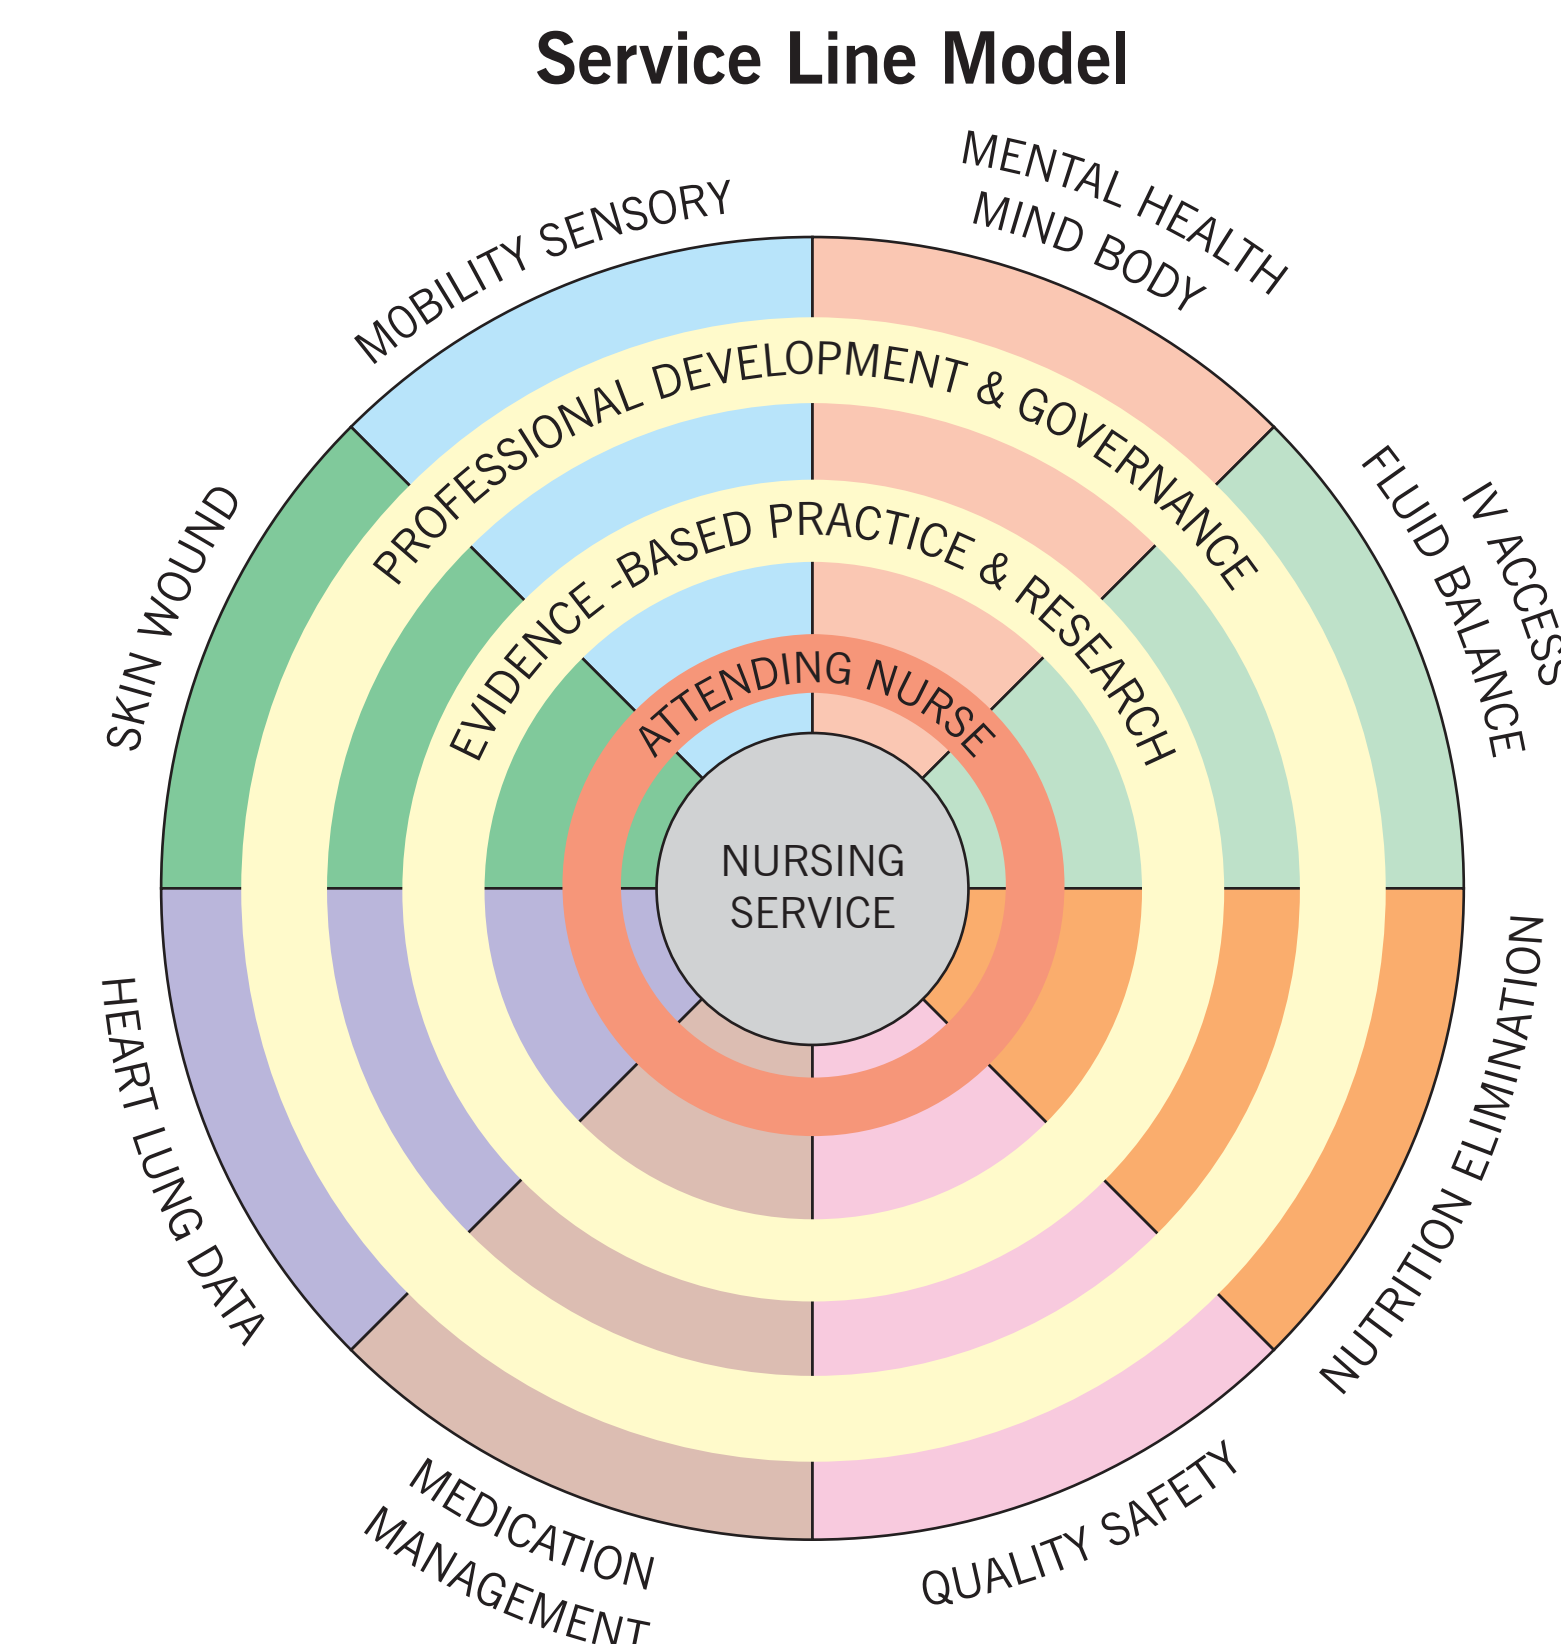 Service Line Model
MENTAL HEALTH
MIND BODY
MOBILITY SENSORY
IV ACCESS
FLUID BALANCE
SKIN WOUND
PROFESSIONAL DEVELOPMENT & GOVERNANCE
EVIDENCE -BASED PRACTICE & RESEARCH
ATTENDING NURSE
NURSING
SERVICE
HEART LUNG DATA
NUTRITION ELIMINATION
MEDICATION
MANAGEMENT
QUALITY SAFETY